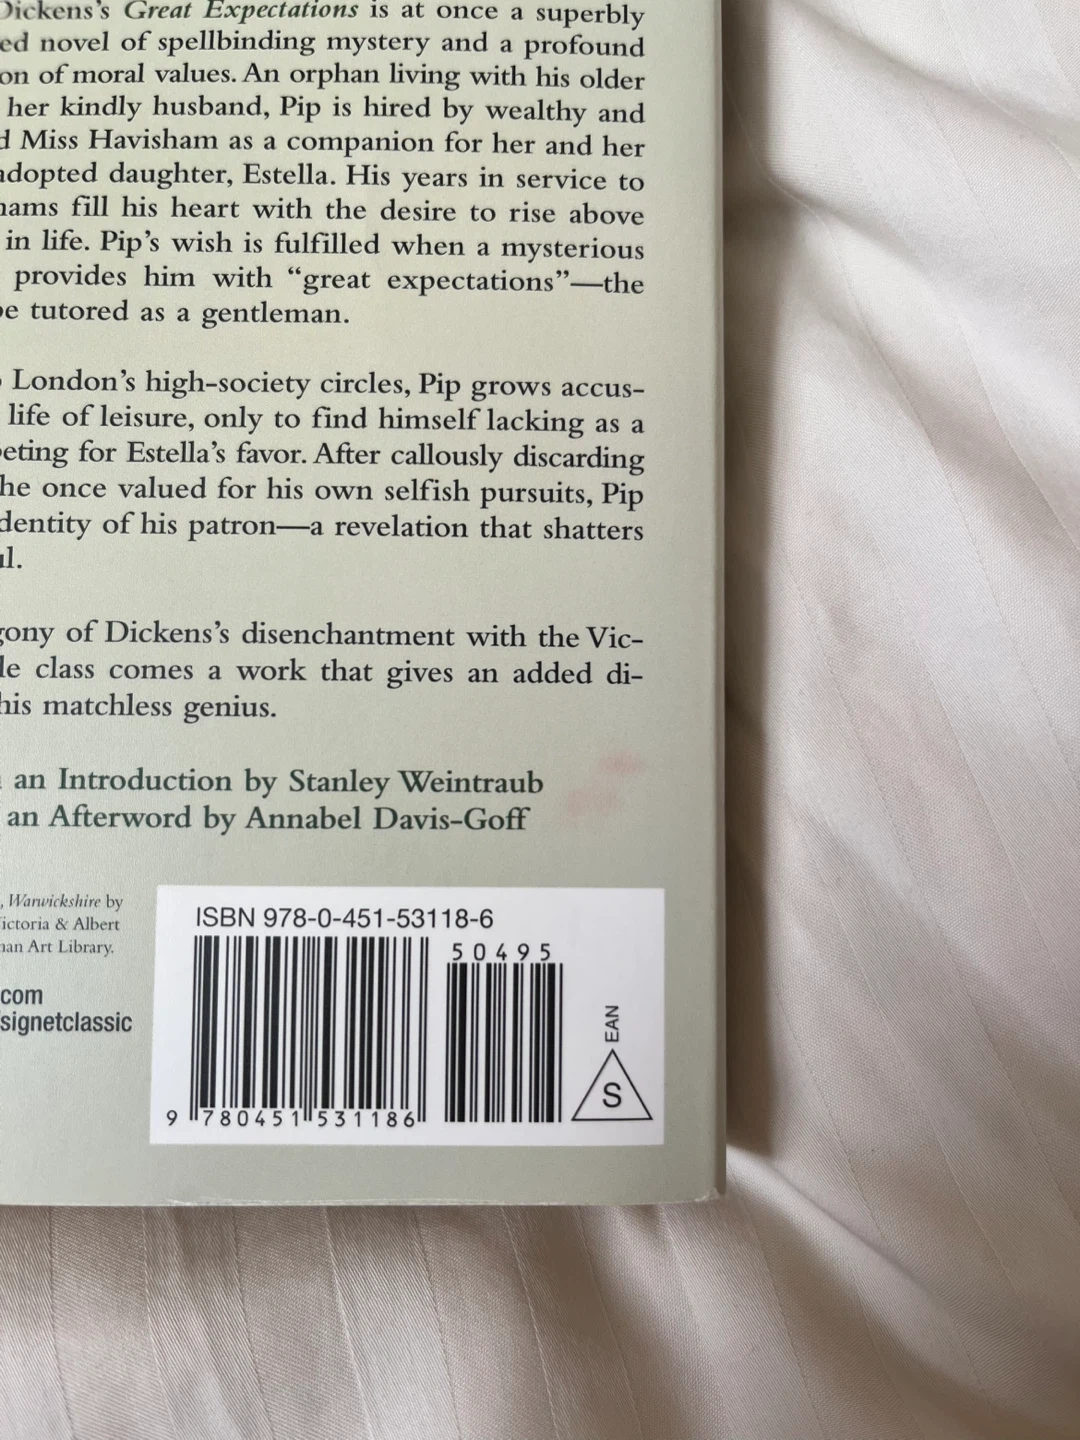 Dickens's Great Expectations is at once a superbly
ed novel of spellbinding mystery and a profound
on of moral values. An orphan living with his older
her kindly husband, Pip is hired by wealthy and
d Miss Havisham as a companion for her and her
adopted daughter, Estella. His years in service to
hams fill his heart with the desire to rise above
in life. Pip's wish is fulfilled when a mysterious
provides him with “great expectations”—the
be tutored as a gentleman.
London's high-society circles, Pip grows accus-
life of leisure, only to find himself lacking as a
eting for Estella's favor. After callously discarding
he once valued for his own selfish pursuits, Pip
dentity of his patron—a revelation that shatters
ul.
gony of Dickens's disenchantment with the Vic-
le class comes a work that gives an added di-
his matchless genius.
an Introduction by Stanley Weintraub
an Afterword by Annabel Davis-Goff
, Warwickshire by
ictoria & Albert
man Art Library.
com
/signetclassic
ISBN 978-0-451-53118-6
50495
9 780451 531186
EAN
S